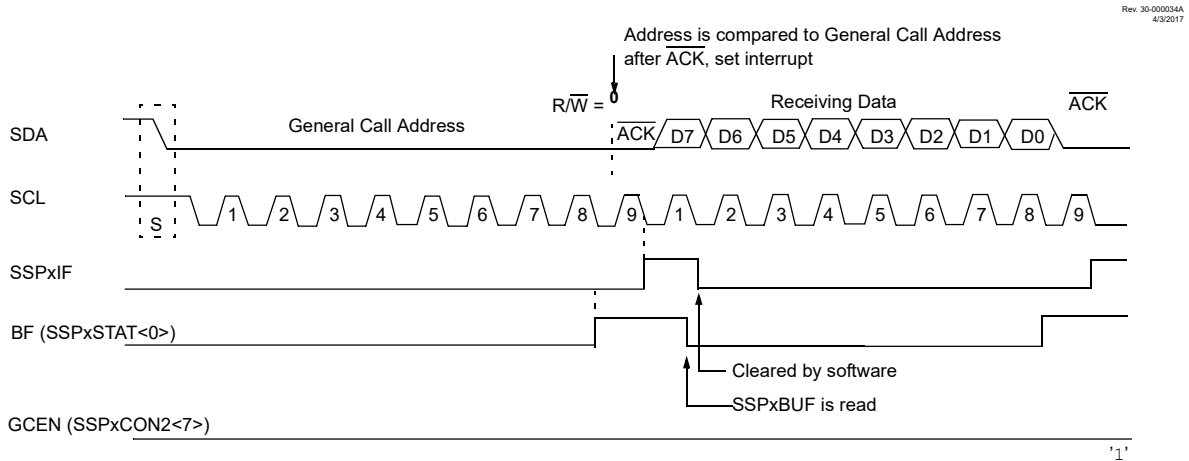 Rev. 30-000034A
4/3/2017
Address is compared to General Call Address
after ACK, set interrupt
R/W = 0
Receiving Data
ACK
SDA
General Call Address
ACK D7 D6 D5 D4 D3 D2 D1 D0
SCL
S
1 2 3 4 5 6 7 8 9 1 2 3 4 5 6 7 8 9
SSPxIF
BF (SSPxSTAT<0>)
Cleared by software
SSPxBUF is read
GCEN (SSPxCON2<7>)
'1'